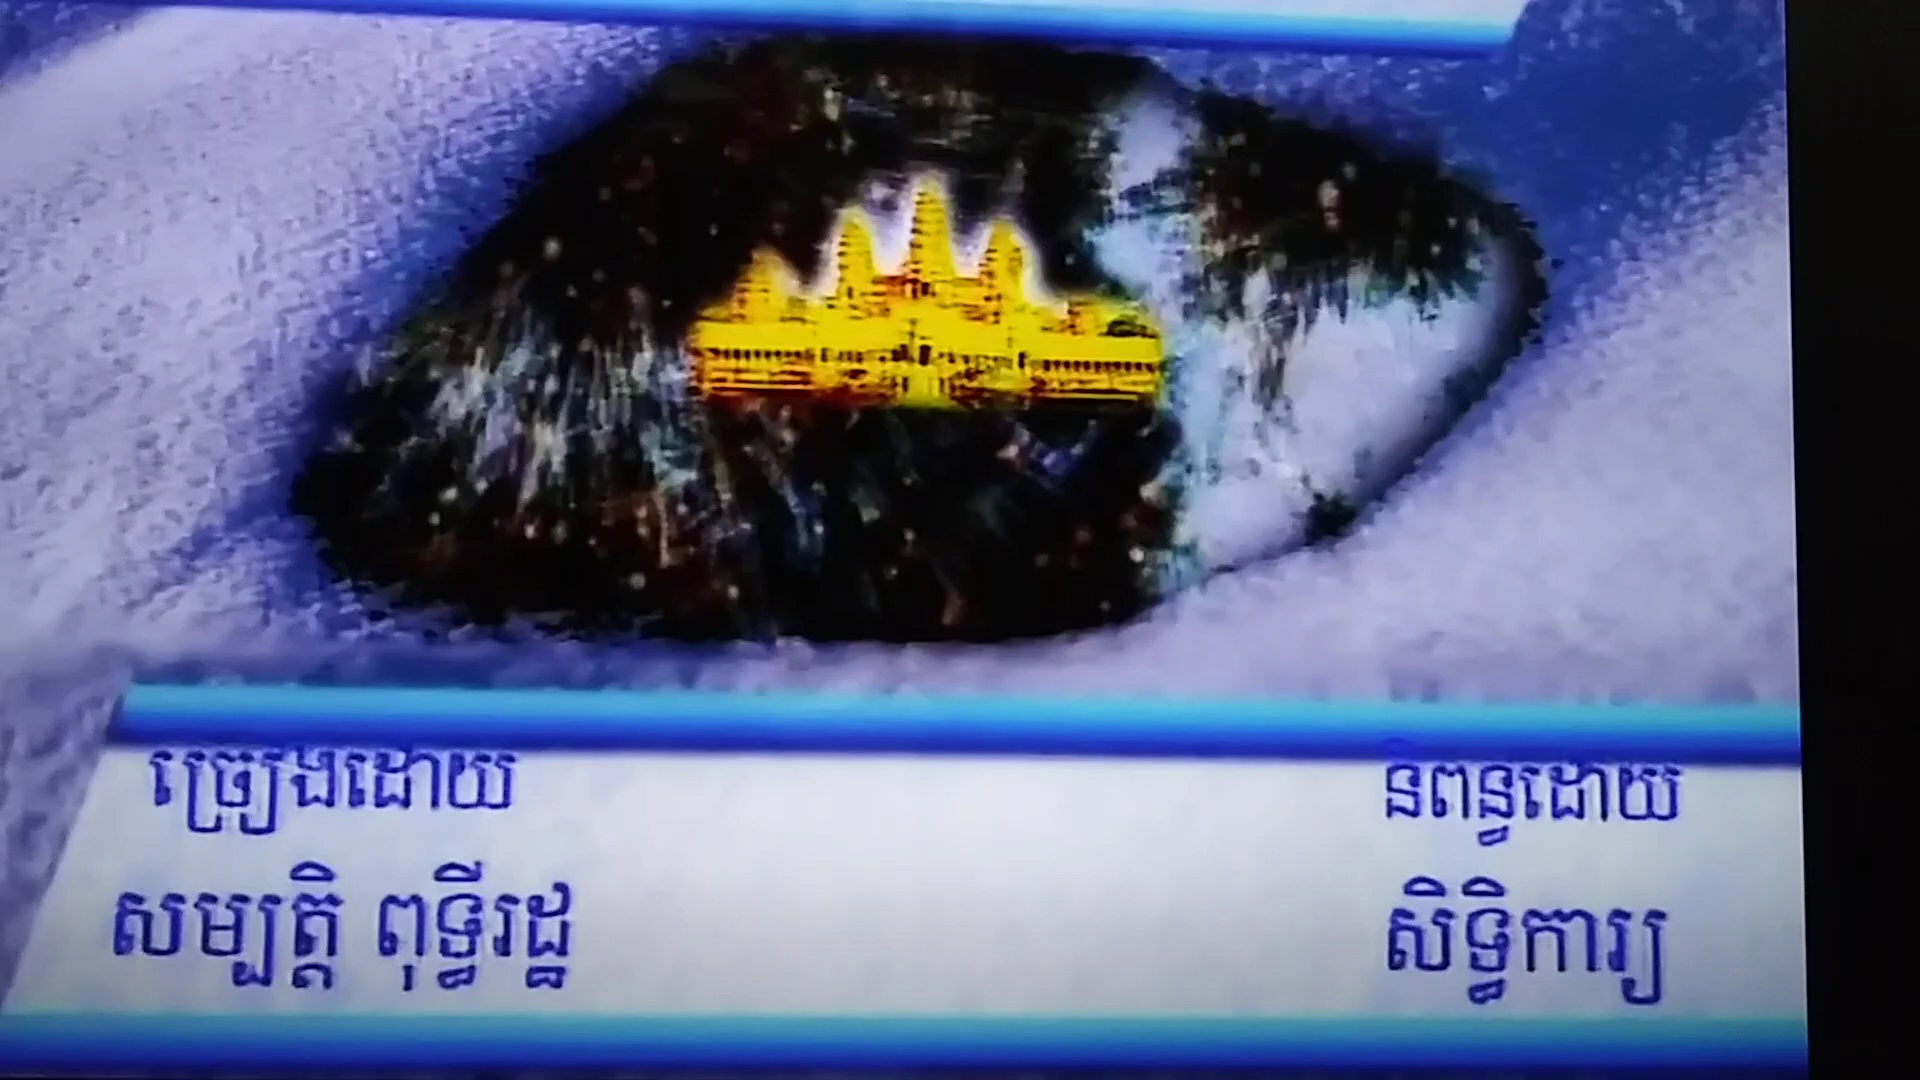 ច្រៀងដោយ
និពន្ធដោយ
សម្បត្តិ ពុទ្ធីរដ្ឋ
សិទ្ធិការ្យ